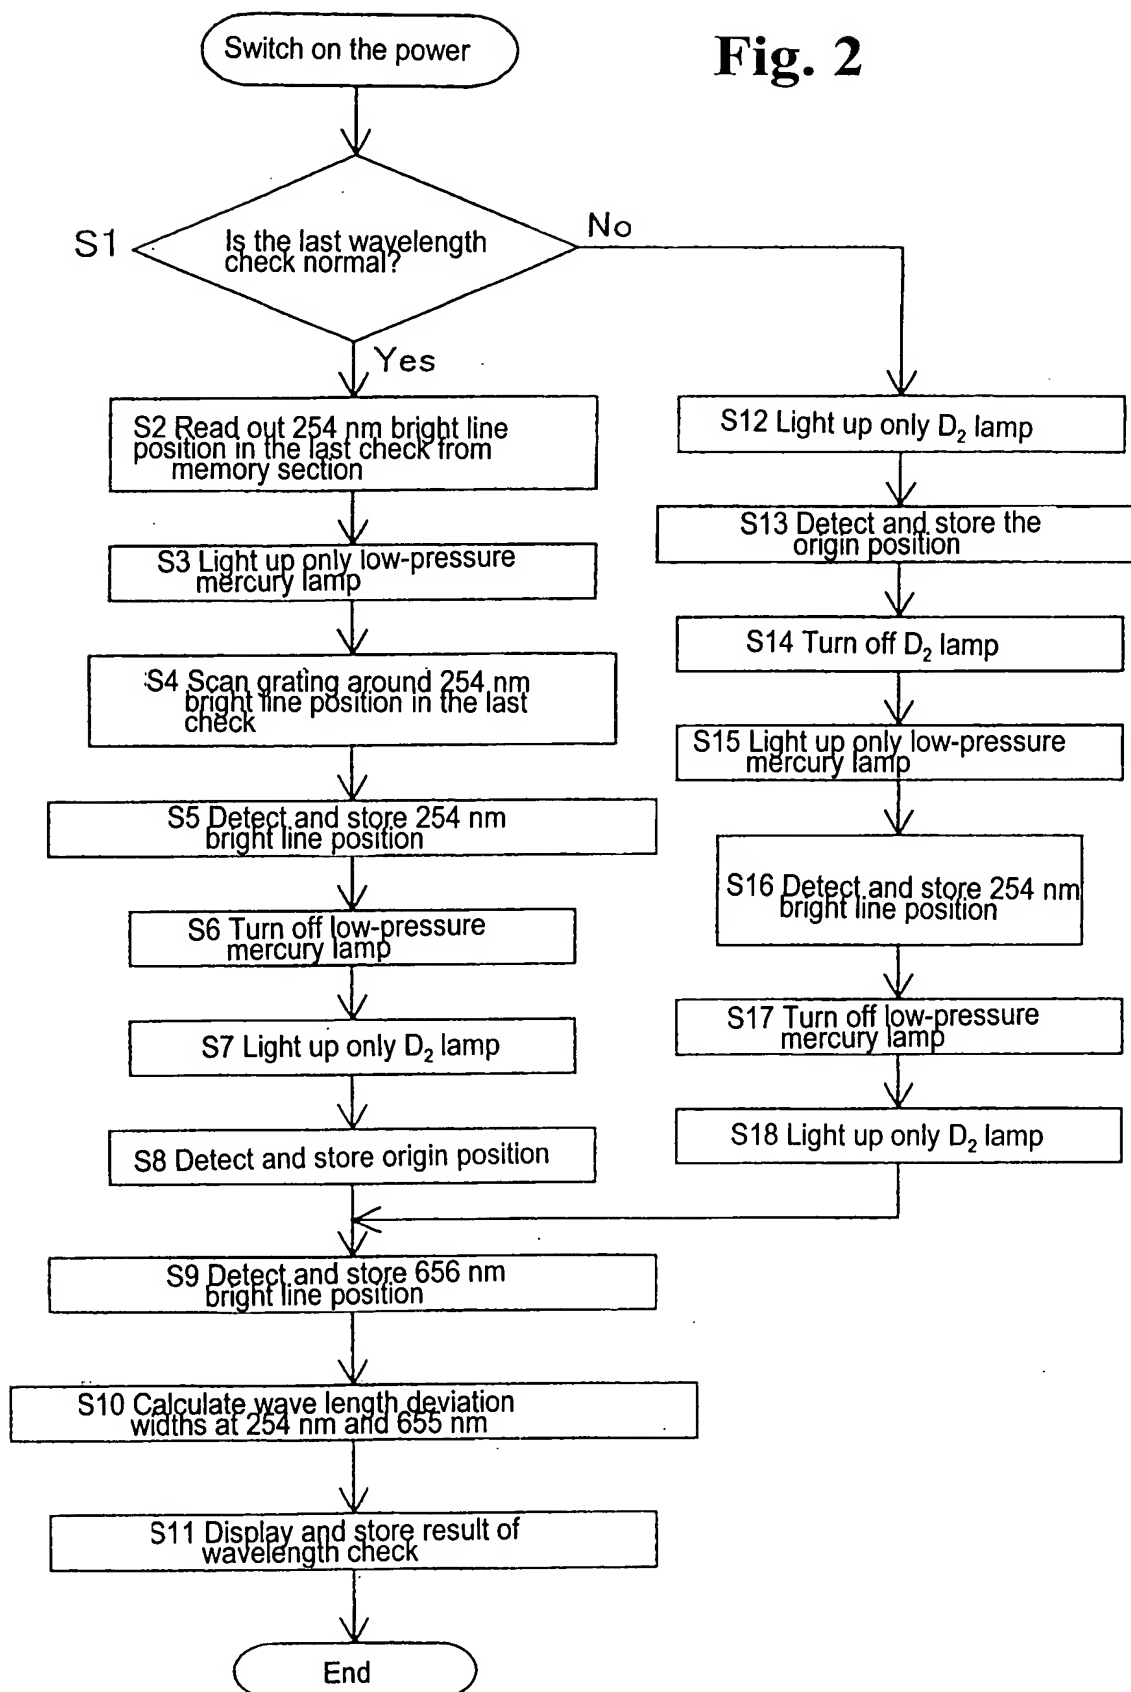 Fig. 2
Switch on the power
S1
Is the last wavelength
check normal?
No
Yes
S2 Read out 254 nm bright line
position in the last check from
memory section
S3 Light up only low-pressure
mercury lamp
S4 Scan grating around 254 nm
bright line position in the last
check
S5 Detect and store 254 nm
bright line position
S6 Turn off low-pressure
mercury lamp
S7 Light up only D₂ lamp
S8 Detect and store origin position
S12 Light up only D₂ lamp
S13 Detect and store the
origin position
S14 Turn off D₂ lamp
S15 Light up only low-pressure
mercury lamp
S16 Detect and store 254 nm
bright line position
S17 Turn off low-pressure
mercury lamp
S18 Light up only D₂ lamp
S9 Detect and store 656 nm
bright line position
S10 Calculate wave length deviation
widths at 254 nm and 655 nm
S11 Display and store result of
wavelength check
End